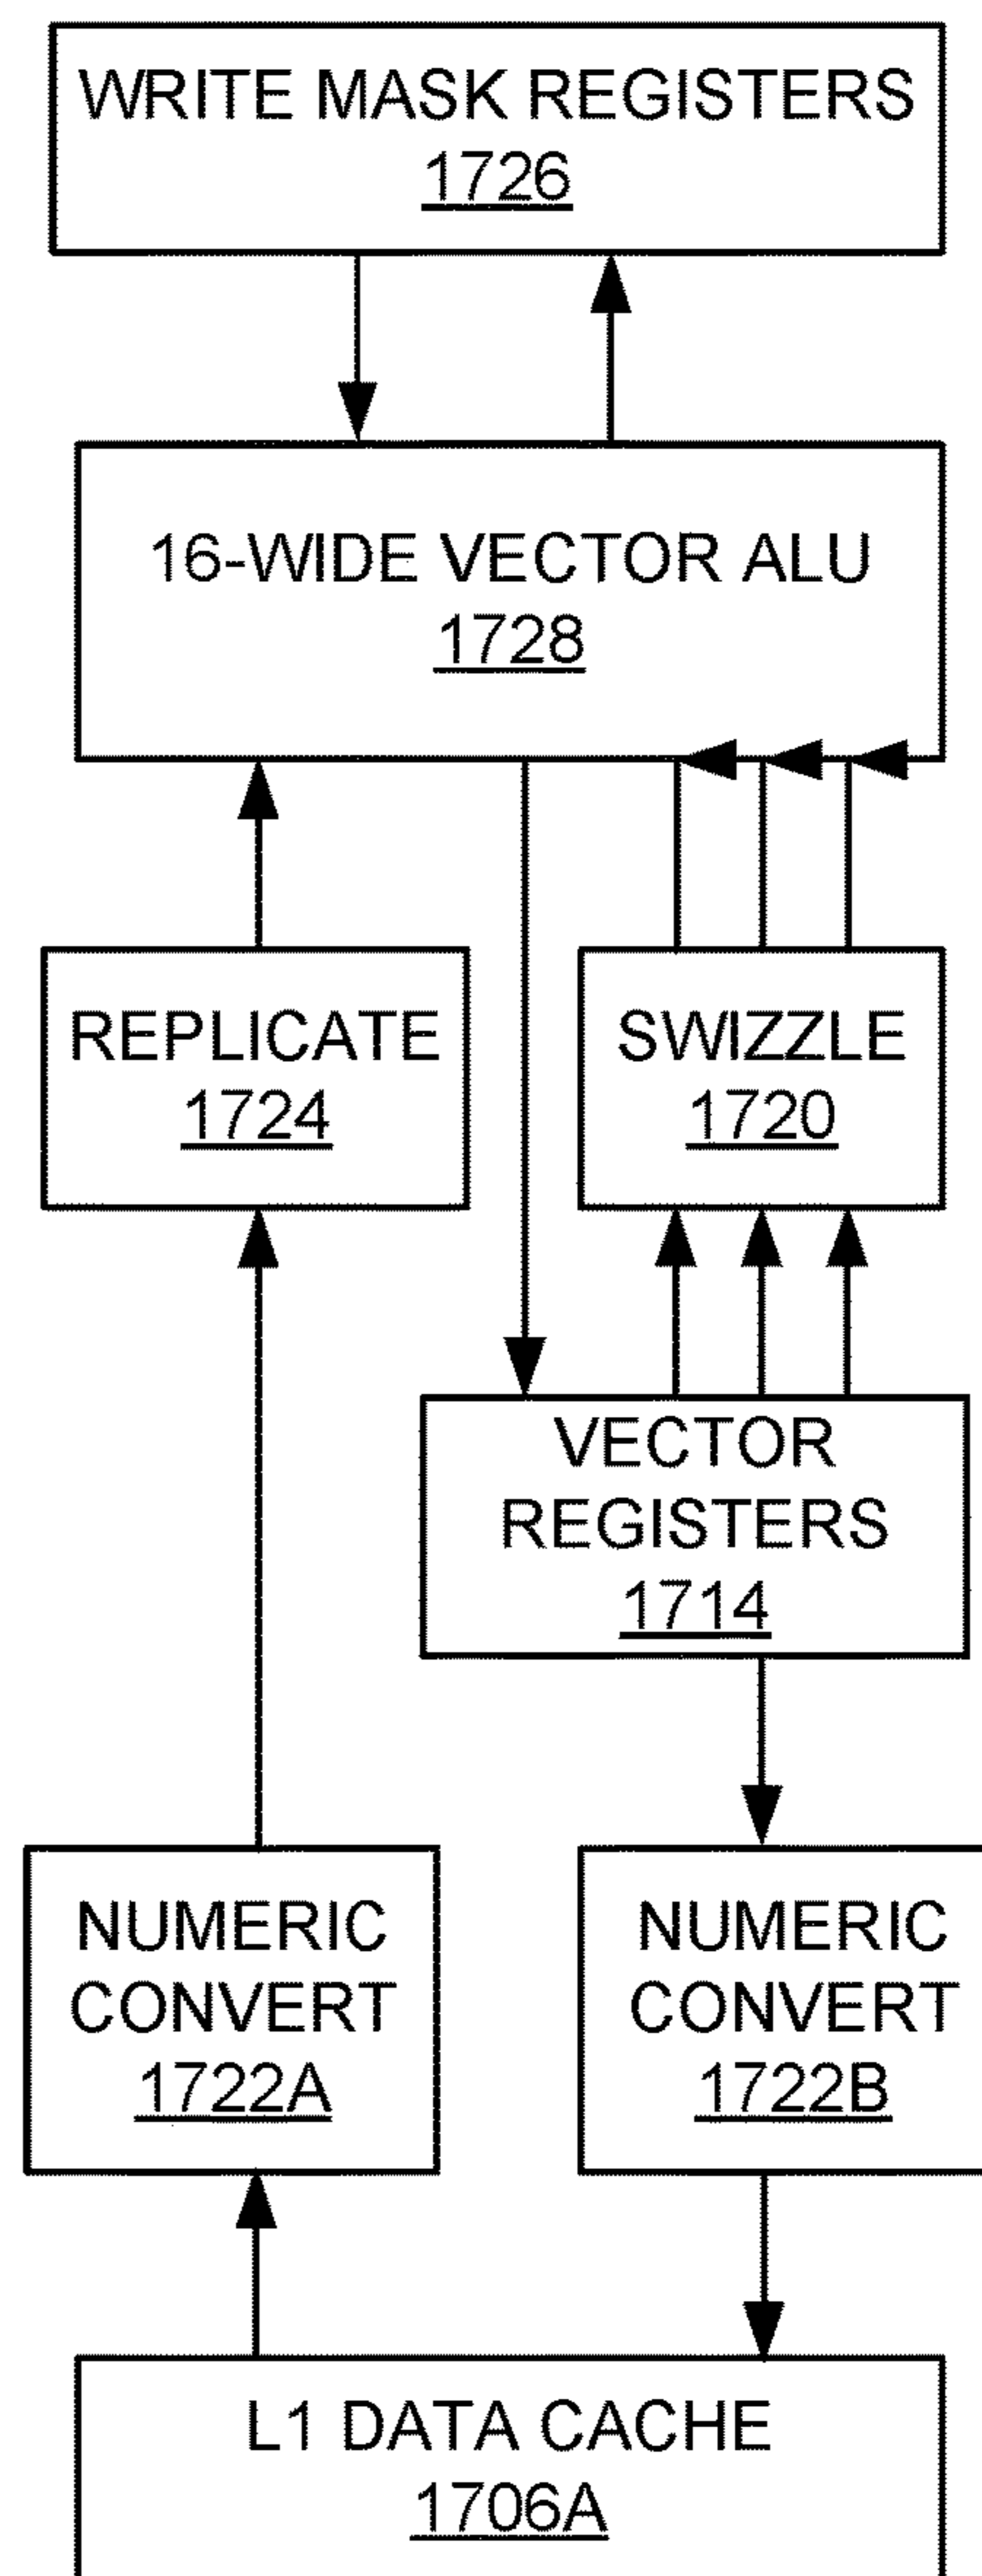 WRITE MASK REGISTERS
1726
16-WIDE VECTOR ALU
1728
REPLICATE
1724
SWIZZLE
1720
VECTOR
REGISTERS
1714
NUMERIC
CONVERT
1722A
NUMERIC
CONVERT
1722B
L1 DATA CACHE
1706A